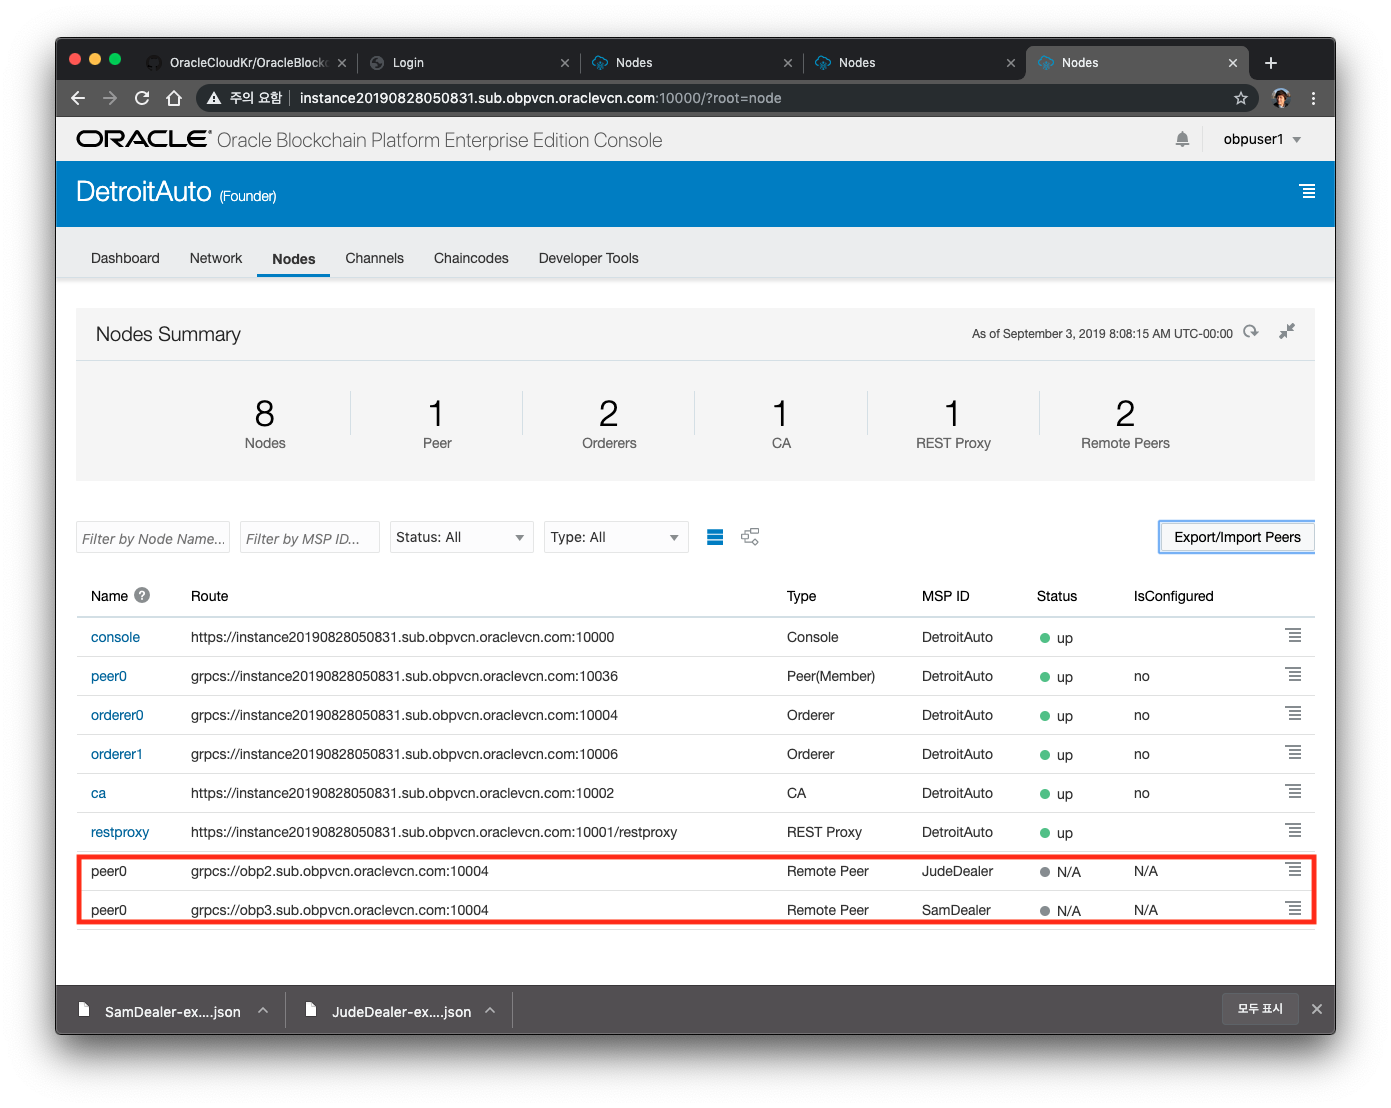 OracleCloudKr/OracleBlock
Login
Nodes
Nodes
Nodes
주의 요함
instance20190828050831.sub.obpvcn.oraclevcn.com:10000/?root=node
ORACLE® Oracle Blockchain Platform Enterprise Edition Console
obpuser1
DetroitAuto (Founder)
Dashboard Network Nodes Channels Chaincodes Developer Tools
Nodes Summary
As of September 3, 2019 8:08:15 AM UTC-00:00
8 1 2 1 1 2
Nodes Peer Orderers CA REST Proxy Remote Peers
Filter by Node Name... Filter by MSP ID... Status: All Type: All Export/Import Peers
Name ? Route Type MSP ID Status IsConfigured
console https://instance20190828050831.sub.obpvcn.oraclevcn.com:10000 Console DetroitAuto up
peer0 grpcs://instance20190828050831.sub.obpvcn.oraclevcn.com:10036 Peer(Member) DetroitAuto up no
orderer0 grpcs://instance20190828050831.sub.obpvcn.oraclevcn.com:10004 Orderer DetroitAuto up no
orderer1 grpcs://instance20190828050831.sub.obpvcn.oraclevcn.com:10006 Orderer DetroitAuto up no
ca https://instance20190828050831.sub.obpvcn.oraclevcn.com:10002 CA DetroitAuto up no
restproxy https://instance20190828050831.sub.obpvcn.oraclevcn.com:10001/restproxy REST Proxy DetroitAuto up
peer0 grpcs://obp2.sub.obpvcn.oraclevcn.com:10004 Remote Peer JudeDealer N/A N/A
peer0 grpcs://obp3.sub.obpvcn.oraclevcn.com:10004 Remote Peer SamDealer N/A N/A
SamDealer-ex....json JudeDealer-ex....json 모두 표시